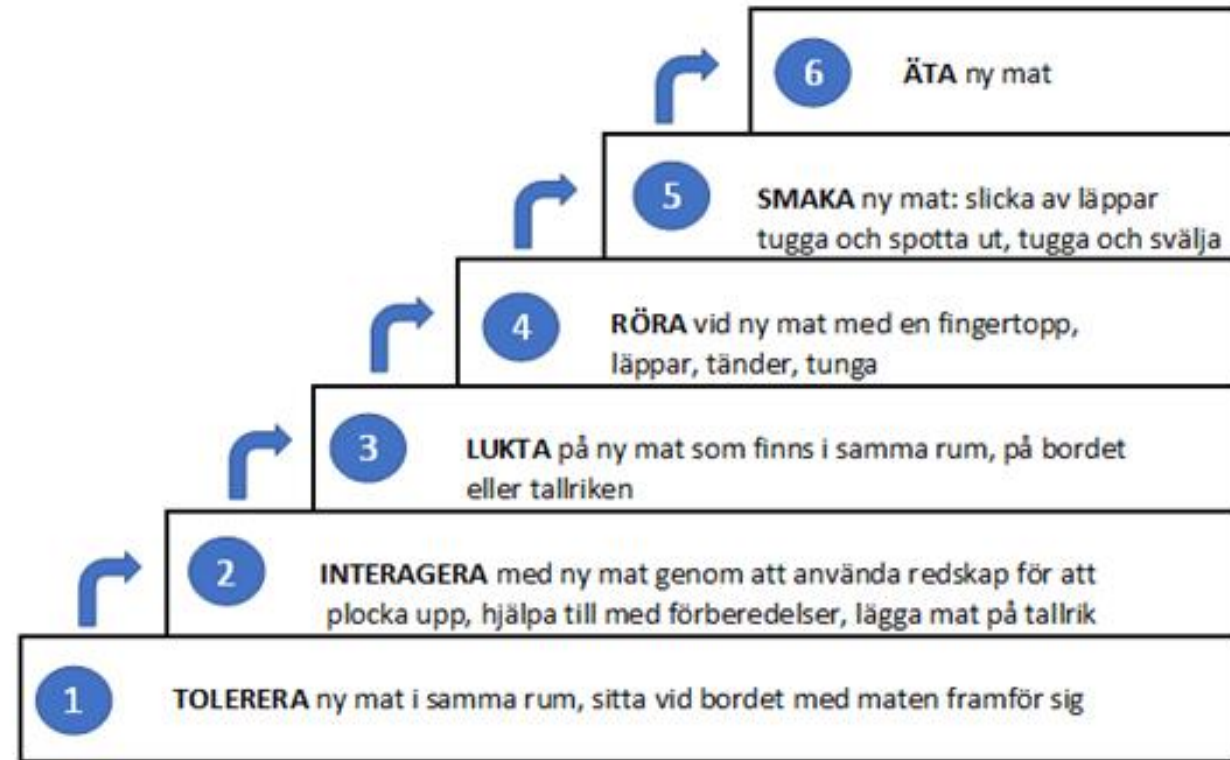 6
ÄTA ny mat
5
SMAKA ny mat: slicka av läppar
tugga och spotta ut, tugga och svälja
4
RÖRA vid ny mat med en fingertopp,
läppar, tänder, tunga
3
LUKTA på ny mat som finns i samma rum, på bordet
eller tallriken
2
INTERAGERA med ny mat genom att använda redskap för att
plocka upp, hjälpa till med förberedelser, lägga mat på tallrik
1
TOLERERA ny mat i samma rum, sitta vid bordet med maten framför sig